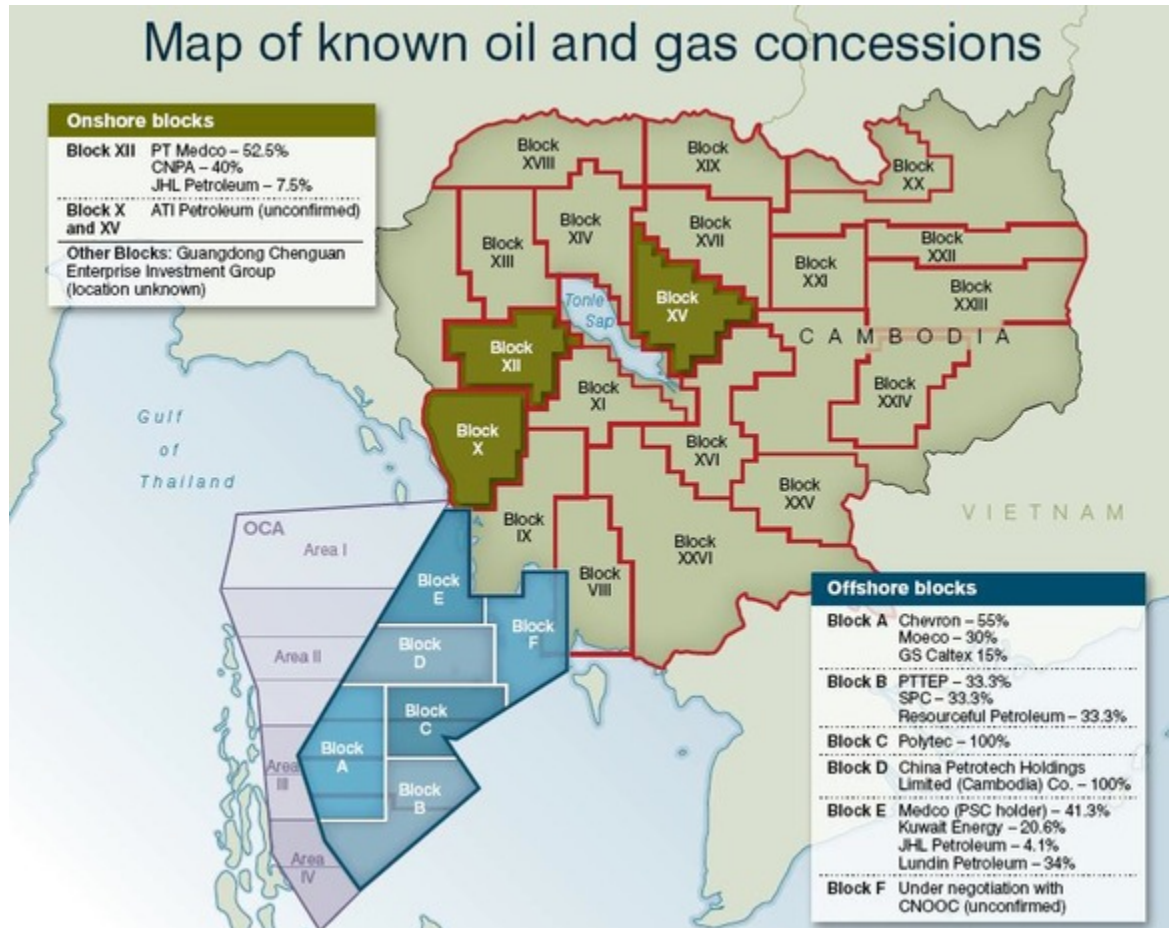 Map of known oil and gas concessions
Onshore blocks
Block XII PT Medco – 52.5%
CNPA – 40%
JHL Petroleum – 7.5%
Block X ATI Petroleum (unconfirmed)
and XV
Other Blocks: Guangdong Chenguan
Enterprise Investment Group
(location unknown)
Block
XVIII
Block
XIX
Block
XX
Block
XIV
Block
XVII
Block
XIII
Block
XXI
Block
XXII
Block
XXIII
Tonle
Sap
Block
XV
CAMBODIA
Block
XII
Block
XI
Block
XXIV
Block
X
Block
XVI
Block
XXV
Block
IX
Block
XXVI
Block
VIII
Gulf
of
Thailand
VIETNAM
OCA
Area I
Area II
Area
III
Area
IV
Block
E
Block
F
Block
D
Block
C
Block
A
Block
B
Offshore blocks
Block A Chevron – 55%
Moeco – 30%
GS Caltex 15%
Block B PTTEP – 33.3%
SPC – 33.3%
Resourceful Petroleum – 33.3%
Block C Polytec – 100%
Block D China Petrotech Holdings
Limited (Cambodia) Co. – 100%
Block E Medco (PSC holder) – 41.3%
Kuwait Energy – 20.6%
JHL Petroleum – 4.1%
Lundin Petroleum – 34%
Block F Under negotiation with
CNOOC (unconfirmed)